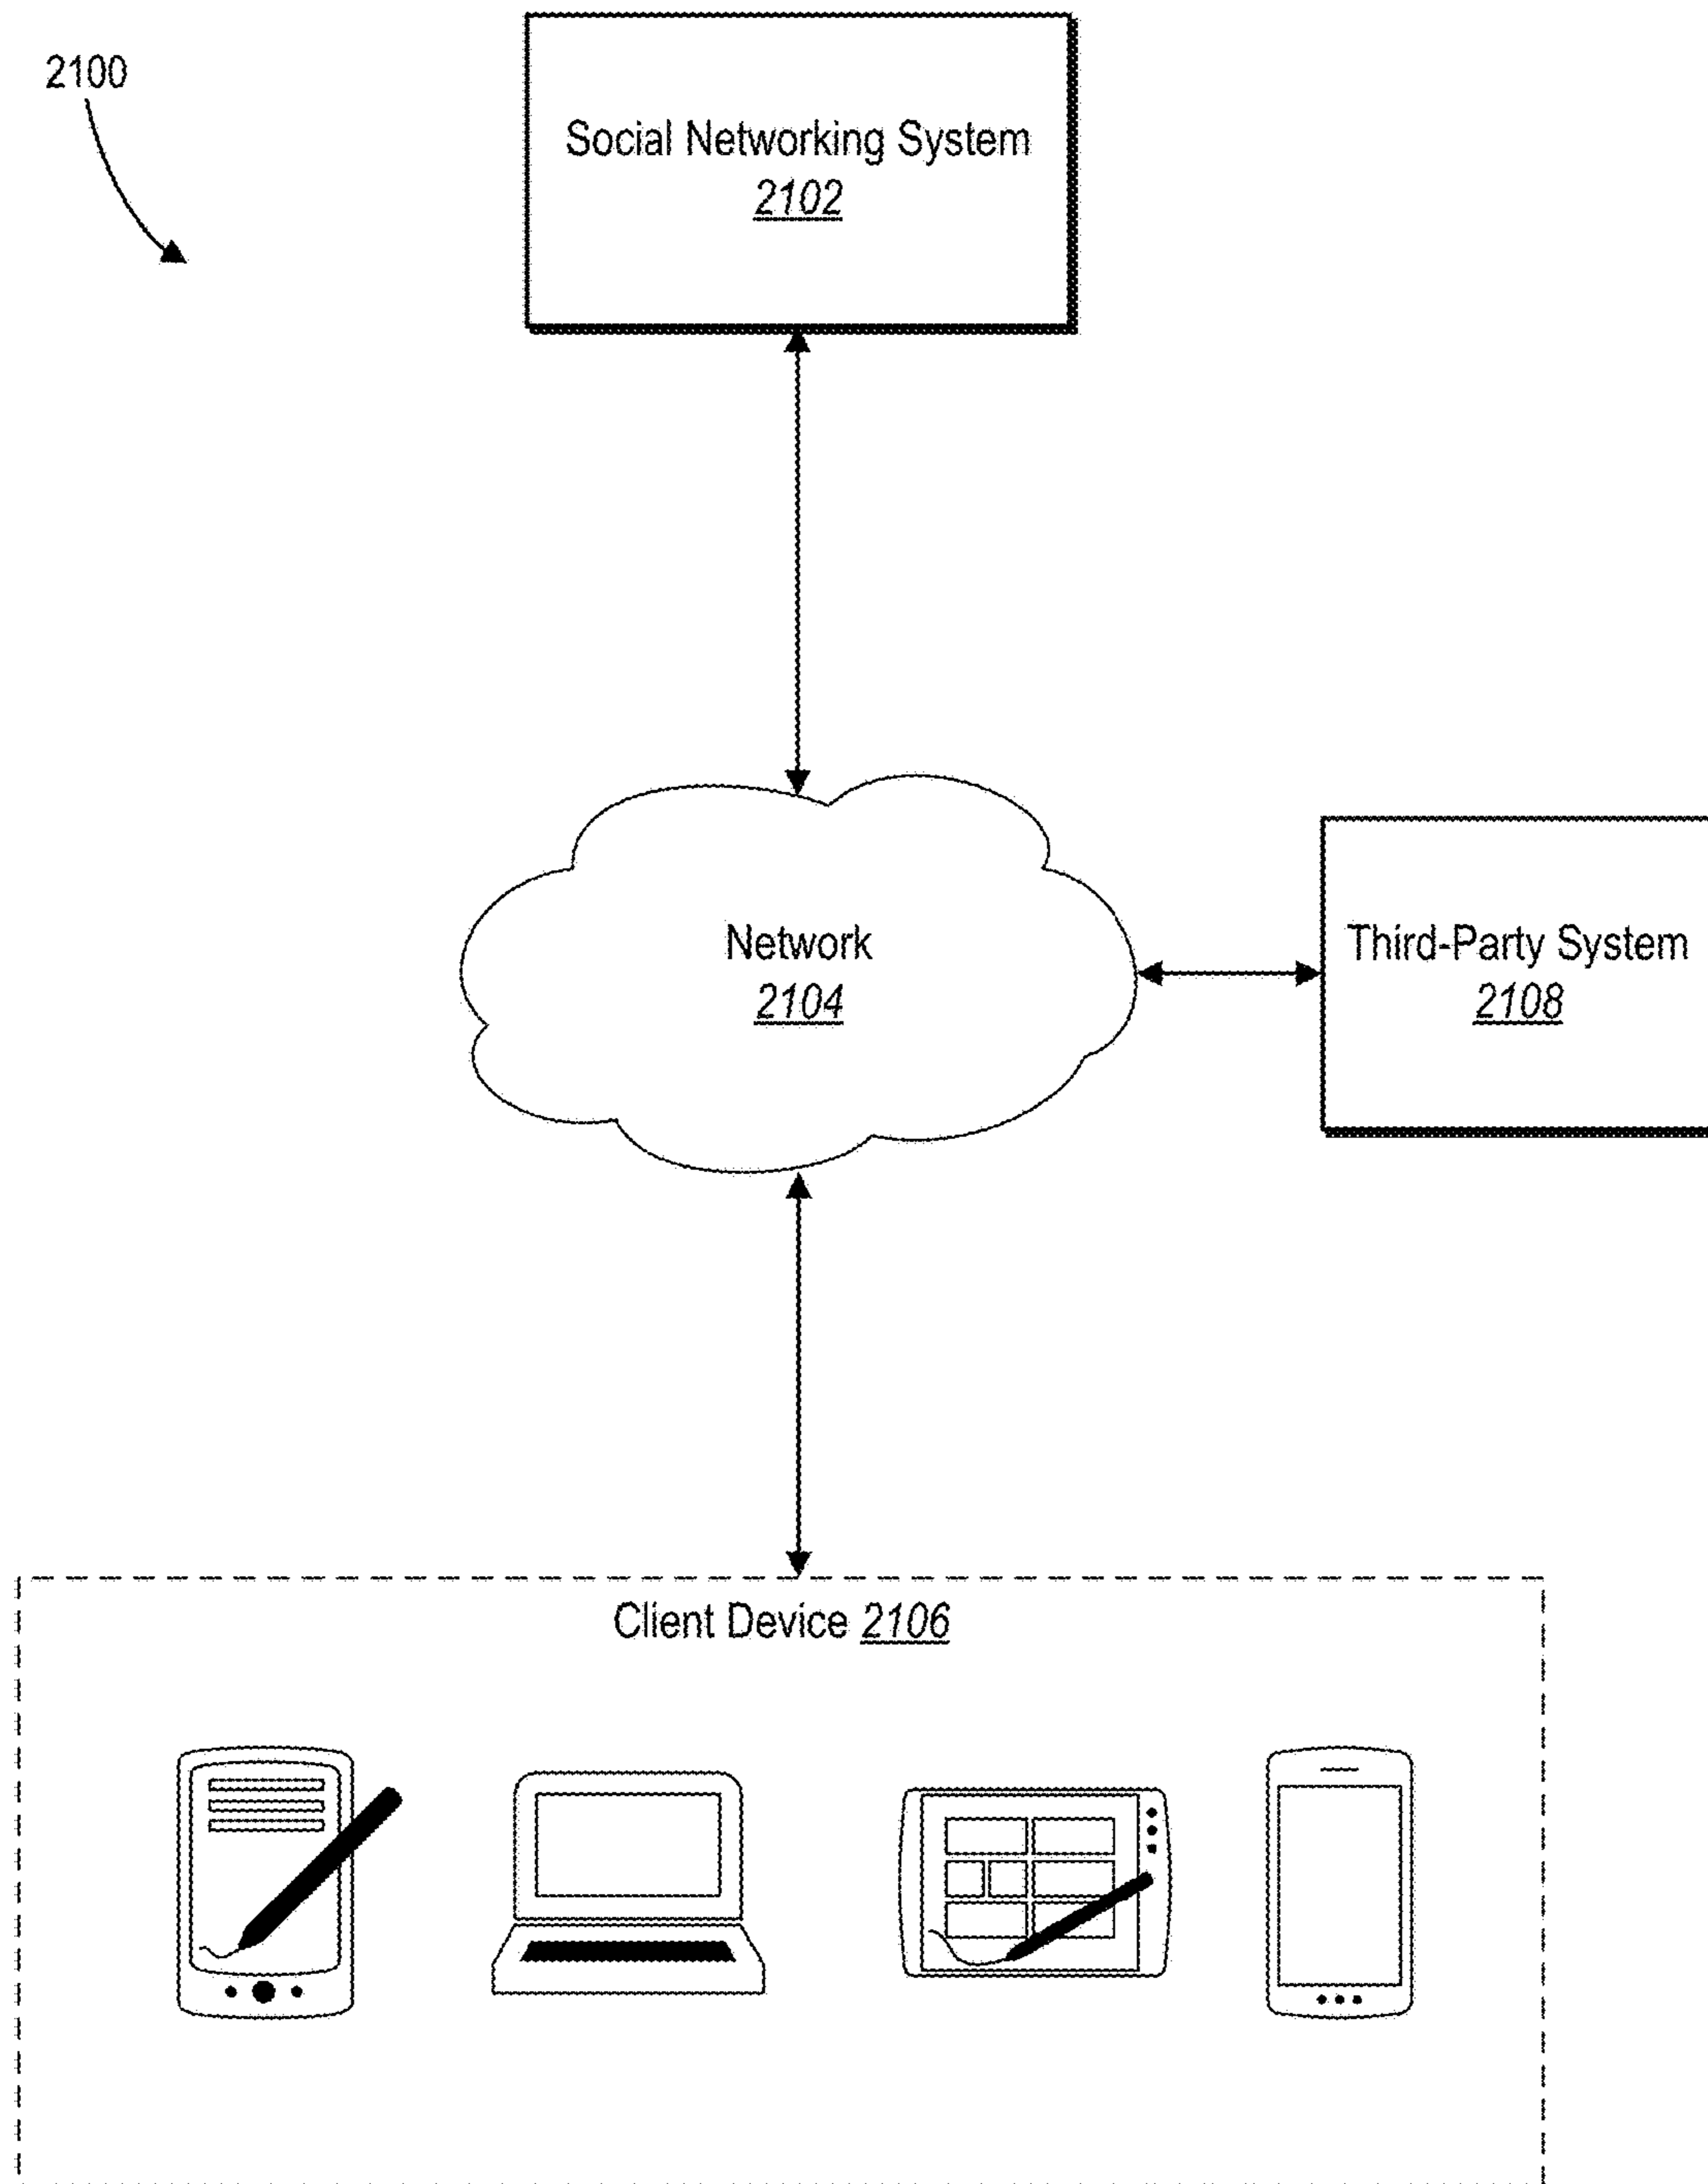 2100
Social Networking System
2102
Network
2104
Third-Party System
2108
Client Device 2106